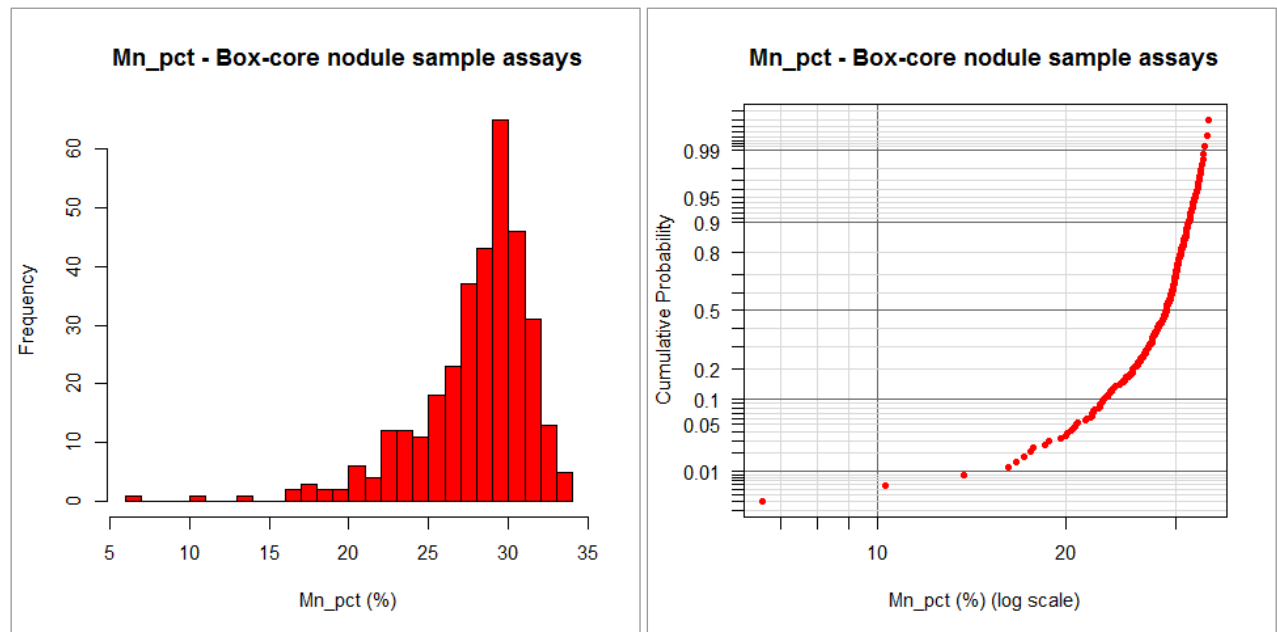 Mn_pct - Box-core nodule sample assays
Frequency
60
50
40
30
20
10
0
5 10 15 20 25 30 35
Mn_pct (%)
Mn_pct - Box-core nodule sample assays
Cumulative Probability
0.99
0.95
0.9
0.8
0.5
0.2
0.1
0.05
0.01
10 20
Mn_pct (%) (log scale)